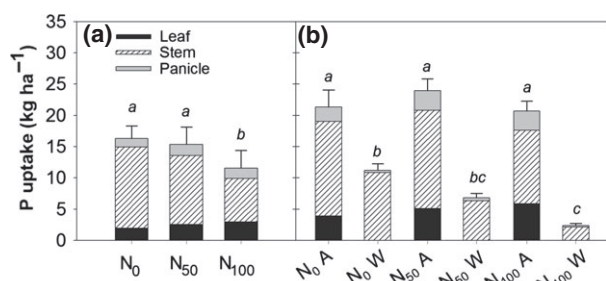 35
30
25
20
15
10
5
0
P uptake (kg ha⁻¹)
(a)
Leaf
Stem
Panicle
a
a
b
N₀
N₅₀
N₁₀₀
(b)
a
b
a
bc
a
c
N₀ A
N₀ W
N₅₀ A
N₅₀ W
N₁₀₀ A
N₁₀₀ W